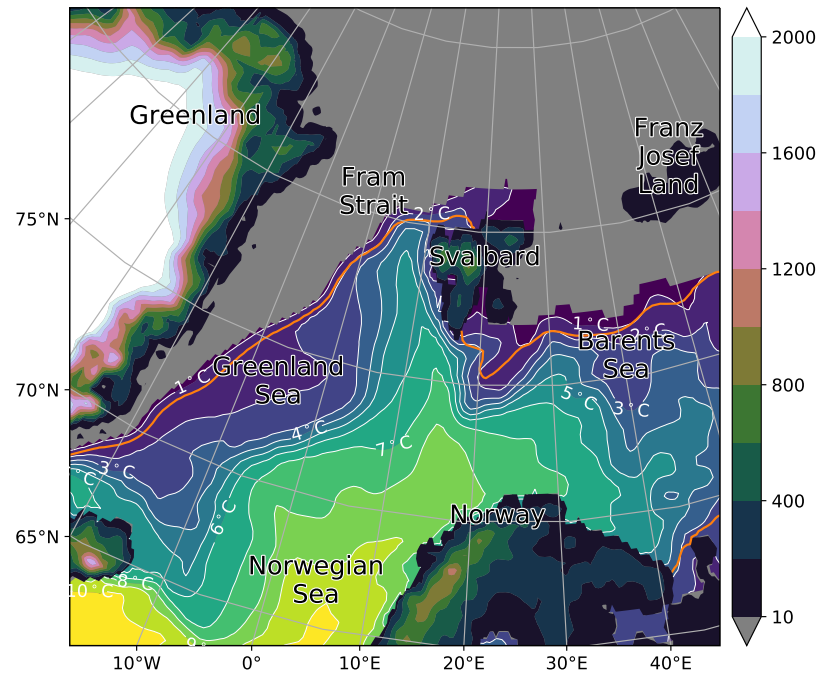 2000
1600
1200
800
400
10
Greenland
Franz
Josef
Land
Fram
Strait
2°C
Svalbard
75°N
1°C
2°C
Barents
Sea
Greenland
Sea
1°C
70°N
5°C
3°C
4°C
7°C
3°C
°C
6°C
Norway
65°N
Norwegian
Sea
8°C
10°C
10°W
0°
10°E
20°E
30°E
40°E